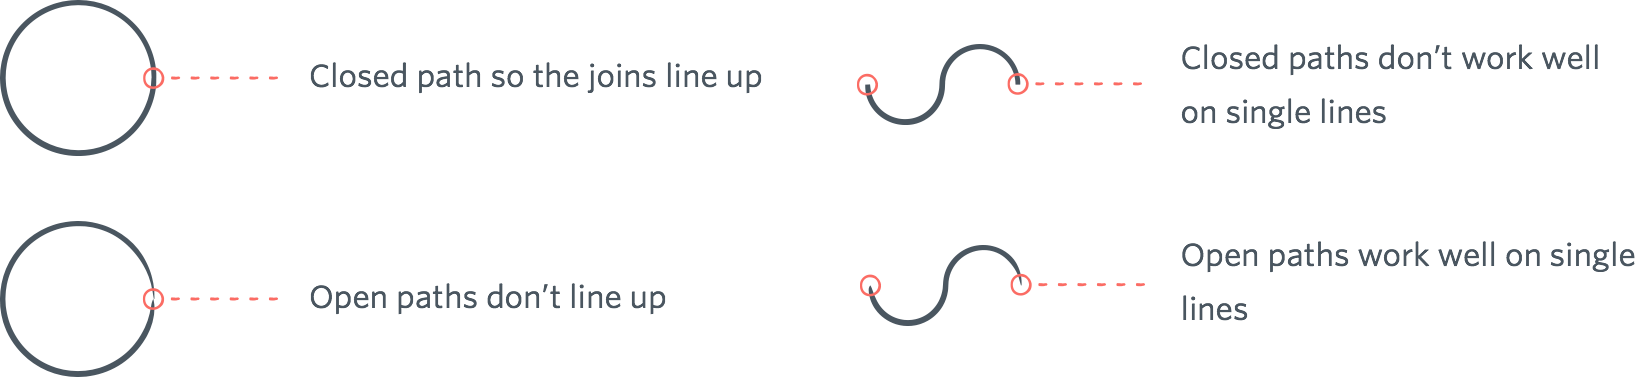 Closed path so the joins line up
Closed paths don’t work well
on single lines
Open paths don’t line up
Open paths work well on single
lines